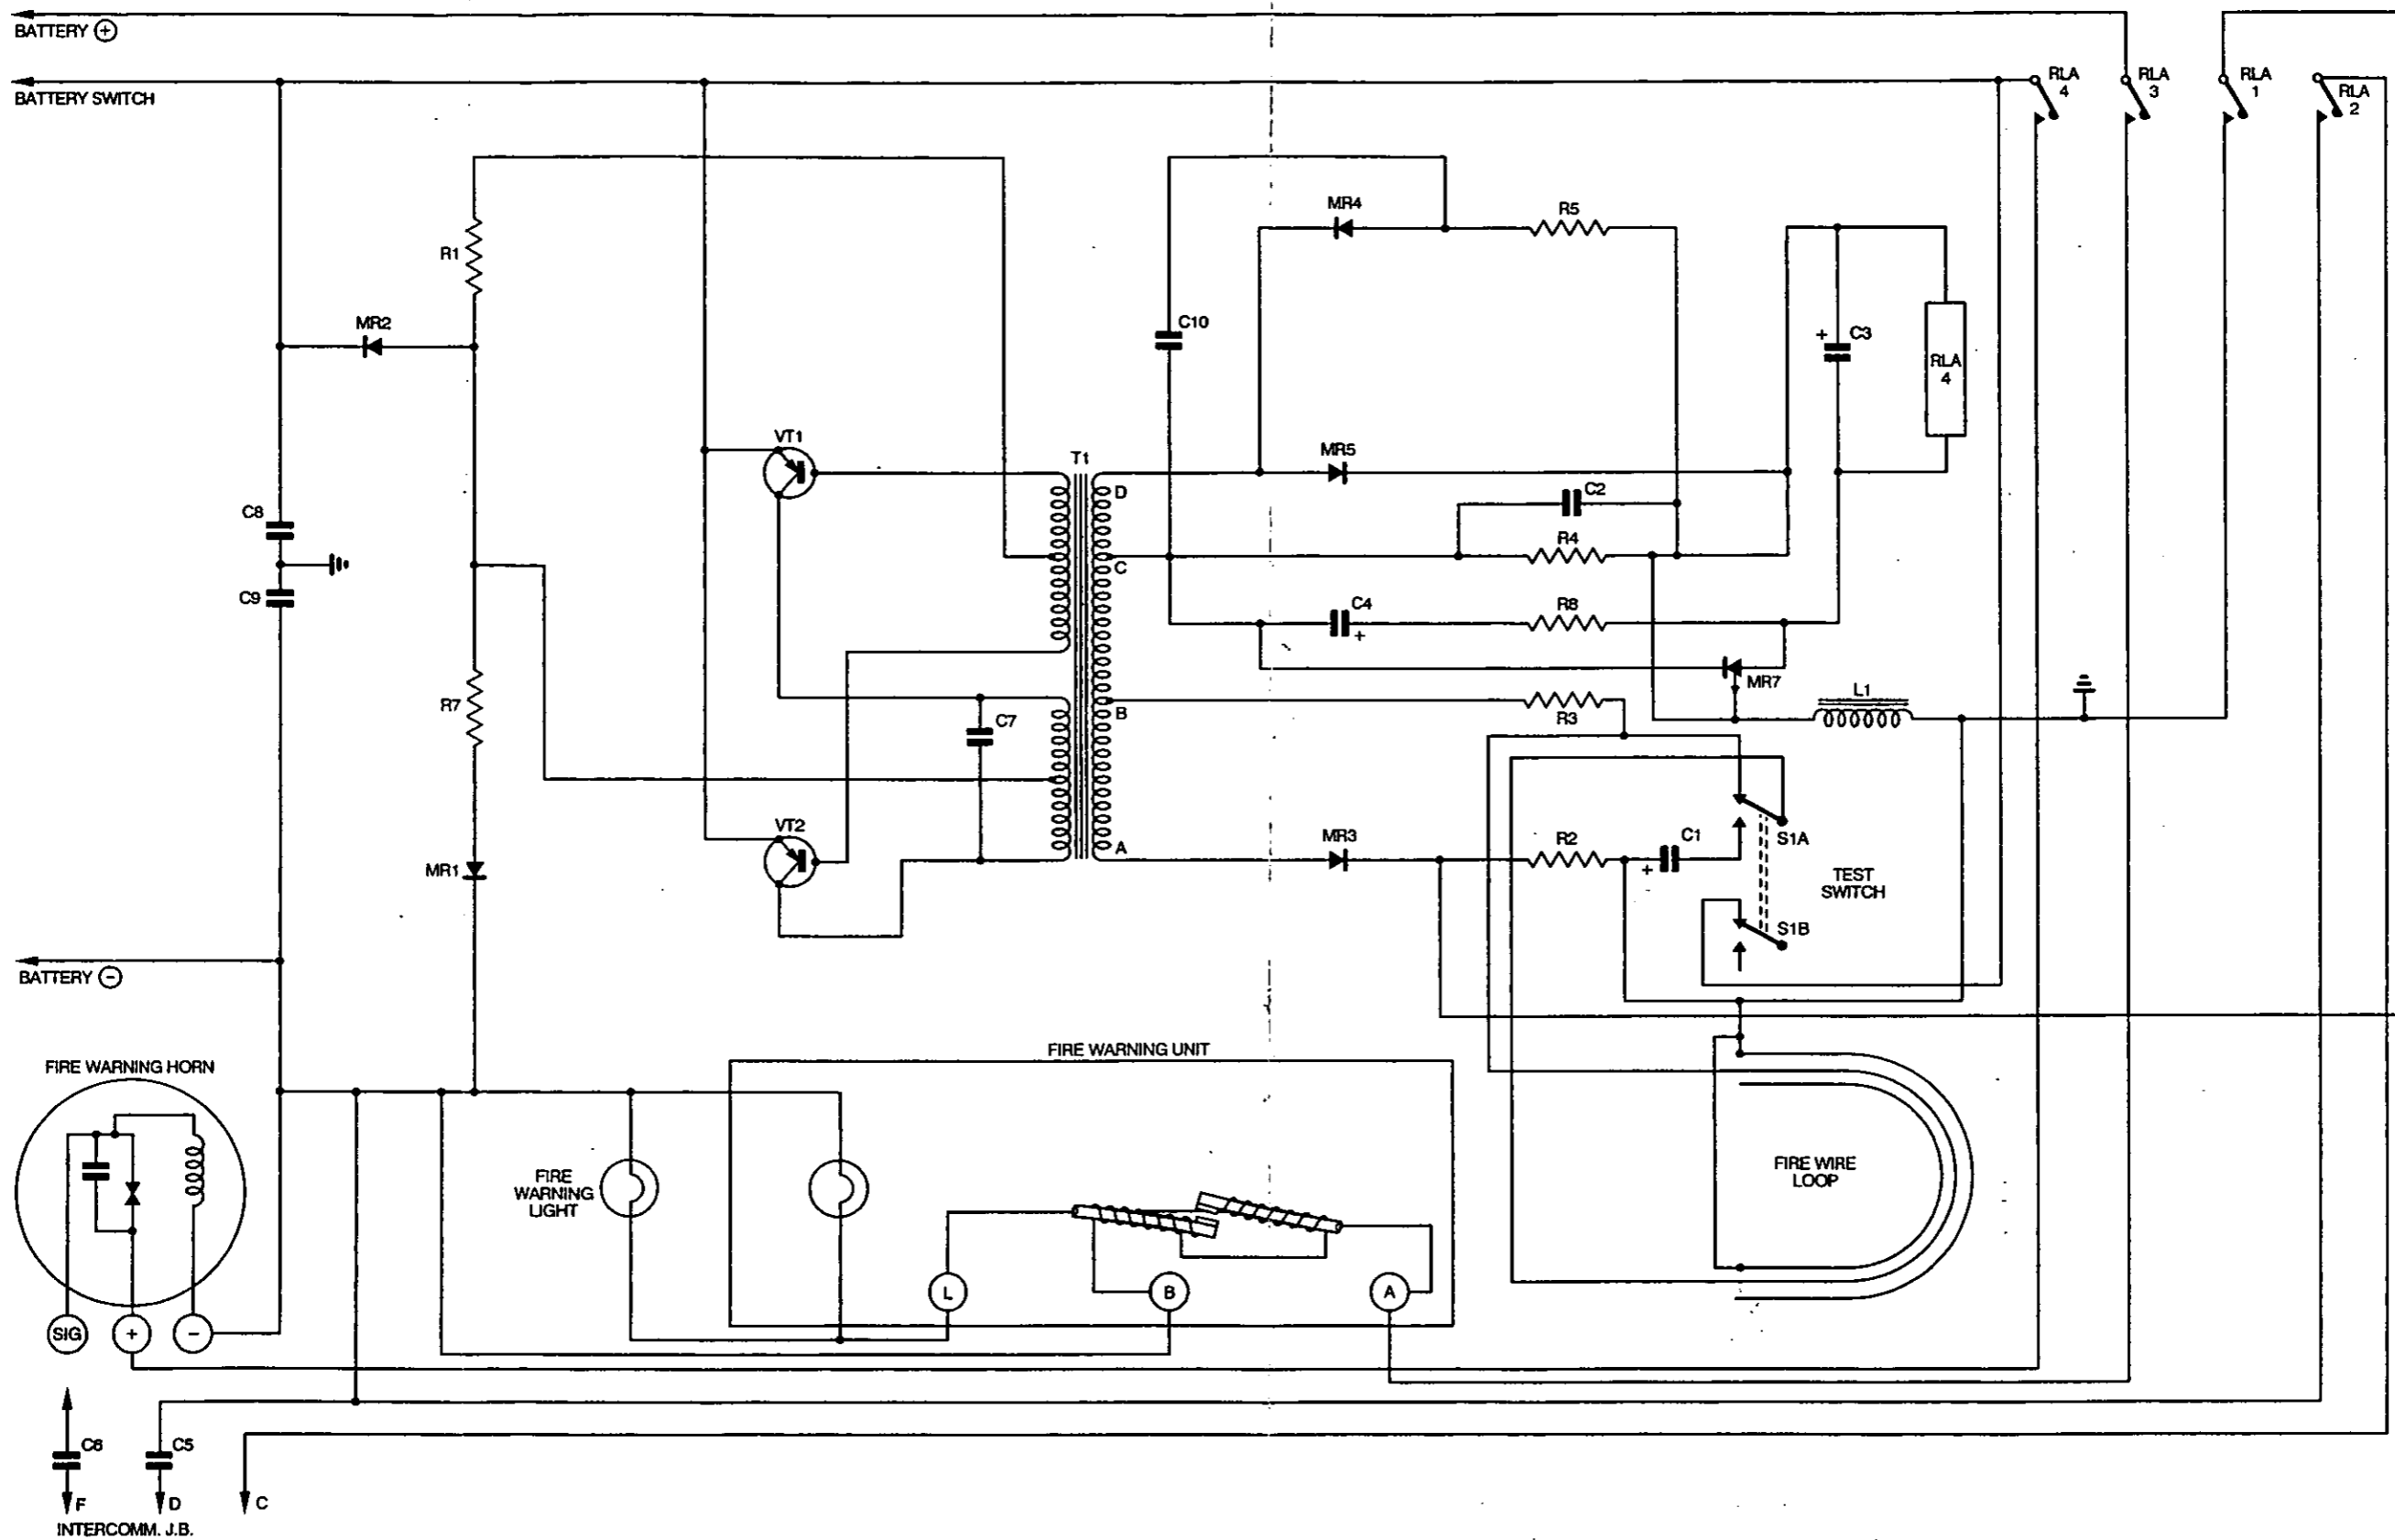 BATTERY +
BATTERY SWITCH
RLA
4
RLA
3
RLA
1
RLA
2
R1
MR4
R5
MR2
C10
C3
RLA
4
VT1
T1
MR5
D
C2
C8
R4
C
C9
C4
R8
+
+
R7
MR7
L1
C7
B
R3
VT2
A
MR3
R2
C1
+
S1A
MR1
TEST
SWITCH
S1B
BATTERY -
FIRE WARNING UNIT
FIRE WARNING HORN
FIRE
WARNING
LIGHT
FIRE WIRE
LOOP
L
B
A
SIG
+
-
C6
C5
F
D
C
INTERCOMM. J.B.